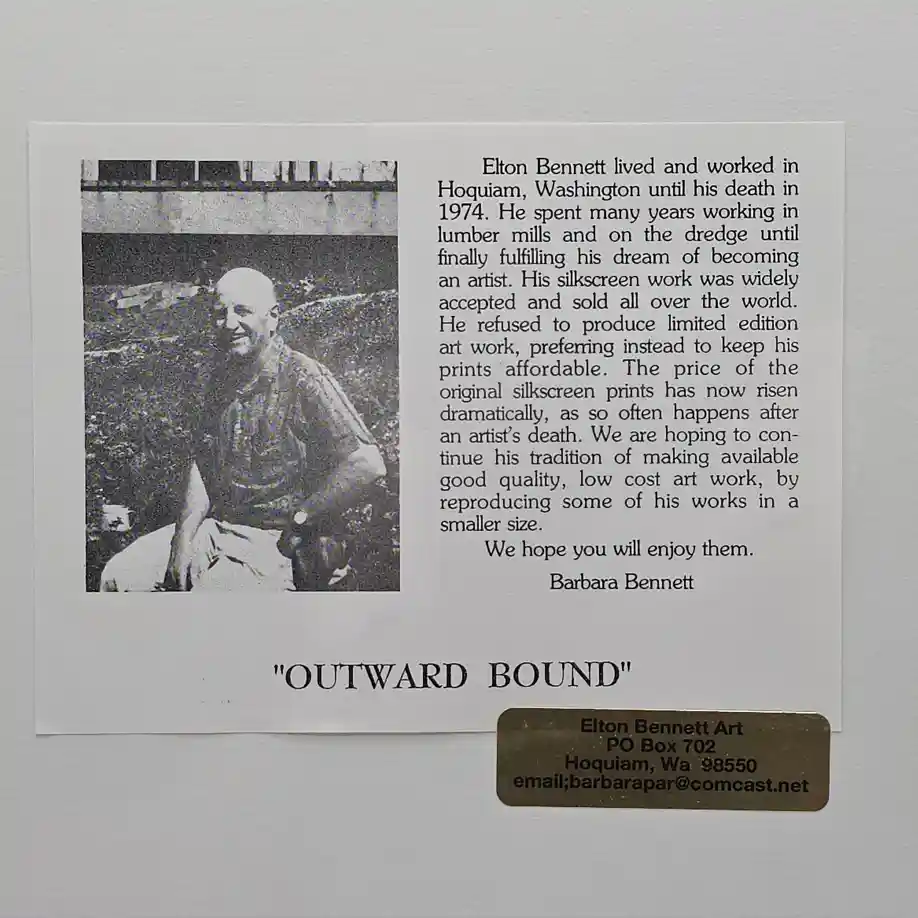 Elton Bennett lived and worked in
Hoquiam, Washington until his death in
1974. He spent many years working in
lumber mills and on the dredge until
finally fulfilling his dream of becoming
an artist. His silkscreen work was widely
accepted and sold all over the world.
He refused to produce limited edition
art work, preferring instead to keep his
prints affordable. The price of the
original silkscreen prints has now risen
dramatically, as so often happens after
an artist's death. We are hoping to con-
tinue his tradition of making available
good quality, low cost art work, by
reproducing some of his works in a
smaller size.
We hope you will enjoy them.
Barbara Bennett
"OUTWARD BOUND"
Elton Bennett Art
PO Box 702
Hoquiam, Wa 98550
email;barbarapar@comcast.net